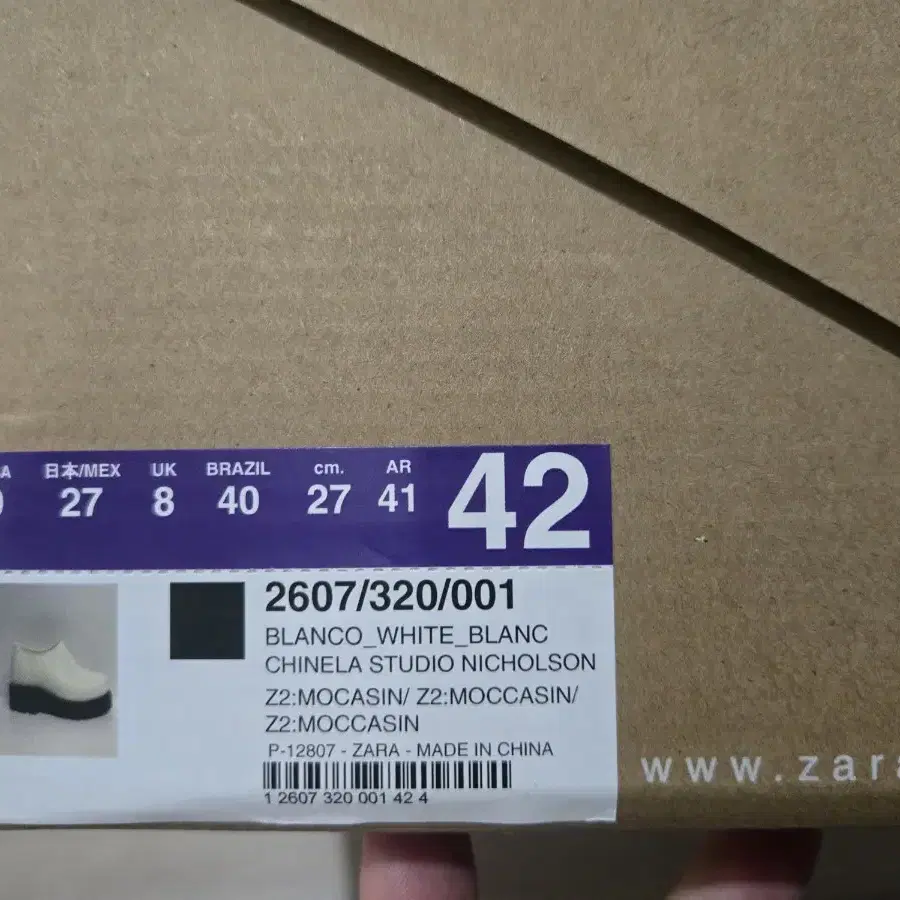 A 日本/MEX UK BRAZIL cm. AR
27 8 40 27 41 42
2607/320/001
BLANCO_WHITE_BLANC
CHINELA STUDIO NICHOLSON
Z2:MOCASIN/ Z2:MOCCASIN/
Z2:MOCCASIN
P-12807 - ZARA - MADE IN CHINA
1 2607 320 001 42 4
www.zara